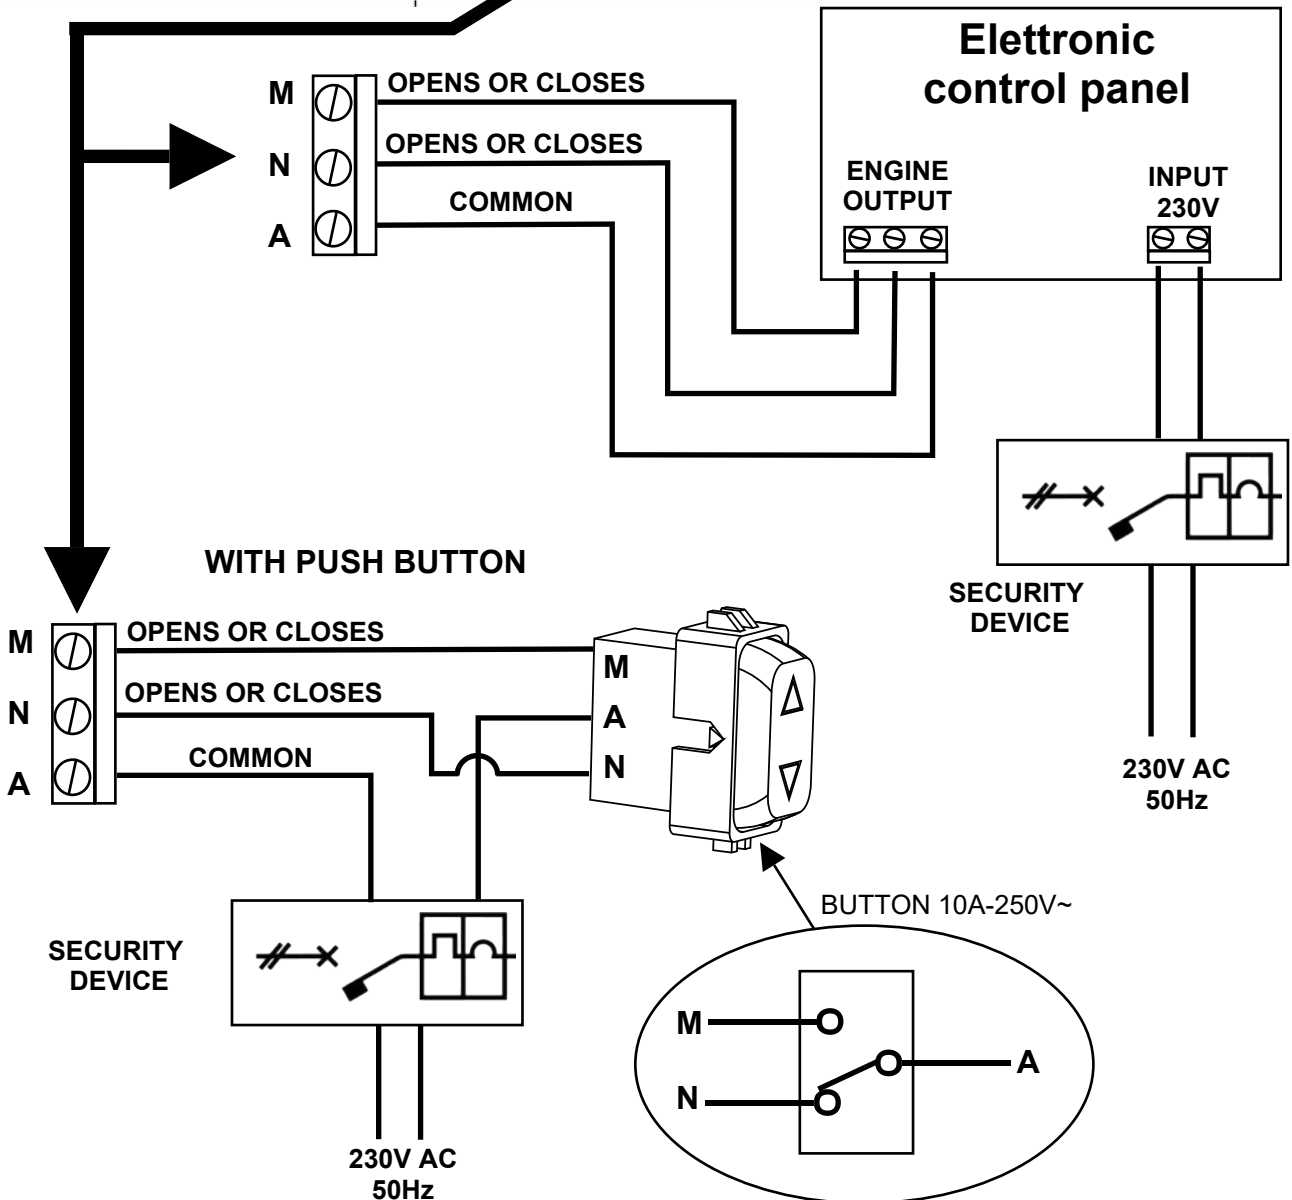 Elettronic
control panel
M
OPENS OR CLOSES
N
OPENS OR CLOSES
A
COMMON
ENGINE
OUTPUT
INPUT
230V
SECURITY
DEVICE
230V AC
50Hz
WITH PUSH BUTTON
M
OPENS OR CLOSES
N
OPENS OR CLOSES
A
COMMON
M
A
N
SECURITY
DEVICE
230V AC
50Hz
BUTTON 10A-250V~
M
N
A